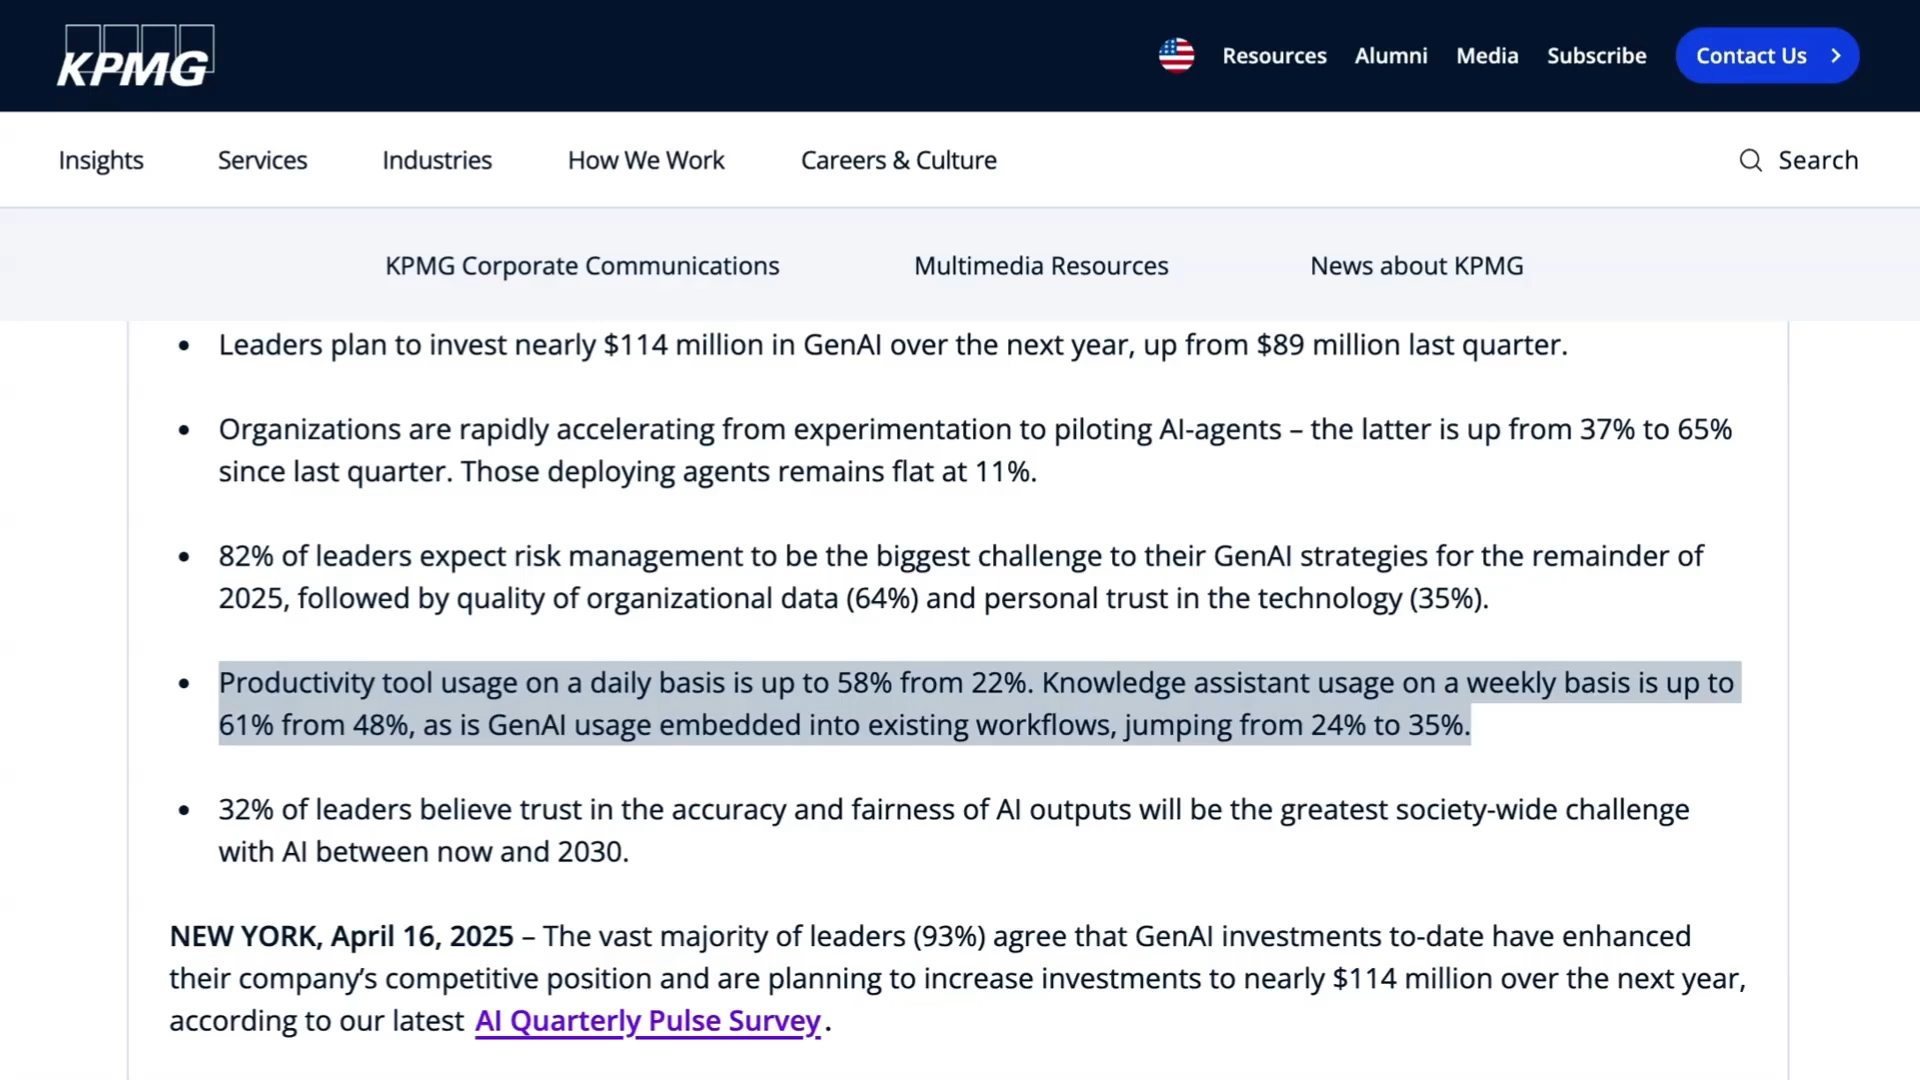 KPMG
Resources
Alumni
Media
Subscribe
Contact Us
Insights
Services
Industries
How We Work
Careers & Culture
Search
KPMG Corporate Communications
Multimedia Resources
News about KPMG
Leaders plan to invest nearly $114 million in GenAI over the next year, up from $89 million last quarter.
Organizations are rapidly accelerating from experimentation to piloting AI-agents – the latter is up from 37% to 65%
since last quarter. Those deploying agents remains flat at 11%.
82% of leaders expect risk management to be the biggest challenge to their GenAI strategies for the remainder of
2025, followed by quality of organizational data (64%) and personal trust in the technology (35%).
Productivity tool usage on a daily basis is up to 58% from 22%. Knowledge assistant usage on a weekly basis is up to
61% from 48%, as is GenAI usage embedded into existing workflows, jumping from 24% to 35%.
32% of leaders believe trust in the accuracy and fairness of AI outputs will be the greatest society-wide challenge
with AI between now and 2030.
NEW YORK, April 16, 2025 – The vast majority of leaders (93%) agree that GenAI investments to-date have enhanced
their company’s competitive position and are planning to increase investments to nearly $114 million over the next year,
according to our latest AI Quarterly Pulse Survey.